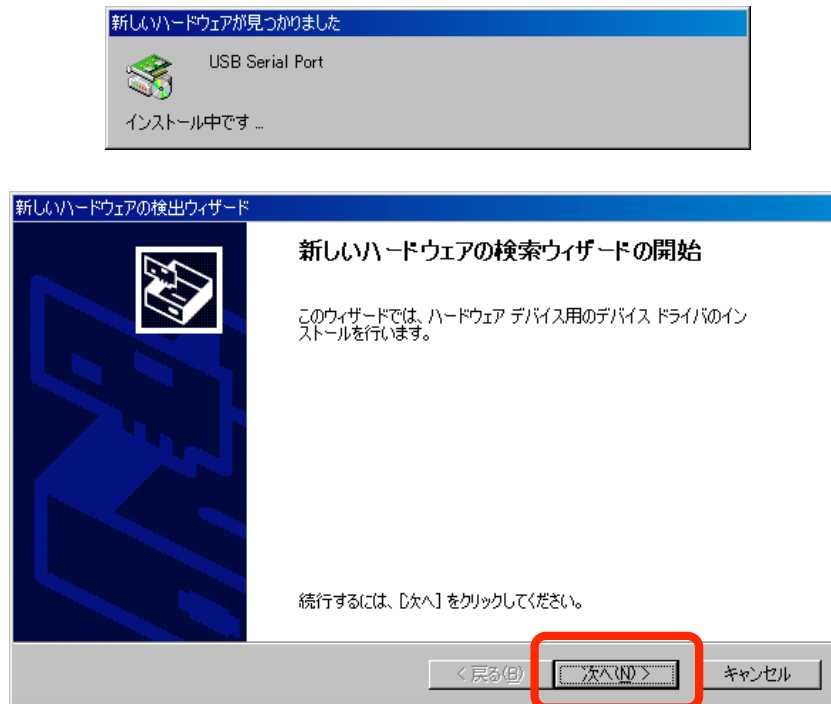 新しいハードウェアが見つかりました
USB Serial Port
インストール中です ...
新しいハードウェアの検出ウィザード
新しいハードウェアの検索ウィザードの開始
このウィザードでは、ハードウェア デバイス用のデバイス ドライバのイン
ストールを行います。
続行するには、[次へ] をクリックしてください。
< 戻る(B)
次へ(N) >
キャンセル